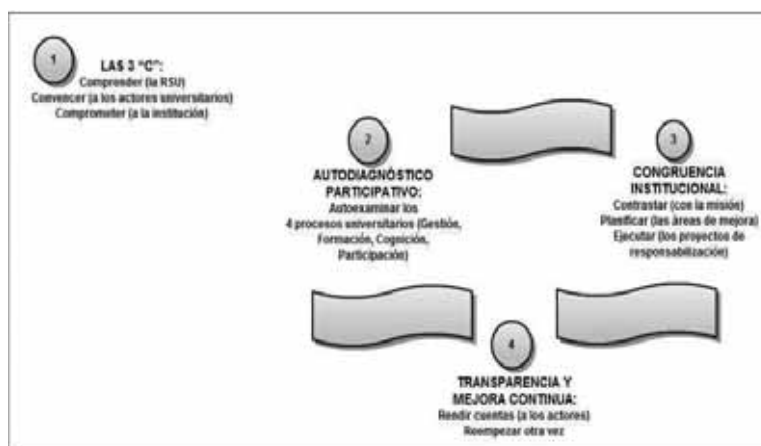 1
LAS 3 "C":
Comprender (la RSU)
Convencer (a los actores universitarios)
Comprometer (a la institución)
2
AUTODIAGNÓSTICO
PARTICIPATIVO:
Autoexaminar los
4 procesos universitarios (Gestión,
Formación, Cognición,
Participación)
3
CONGRUENCIA
INSTITUCIONAL:
Contrastar (con la misión)
Planificar (las áreas de mejora)
Ejecutar (los proyectos de
responsabilización)
4
TRANSPARENCIA Y
MEJORA CONTINUA:
Rendir cuentas (a los actores)
Reempezar otra vez